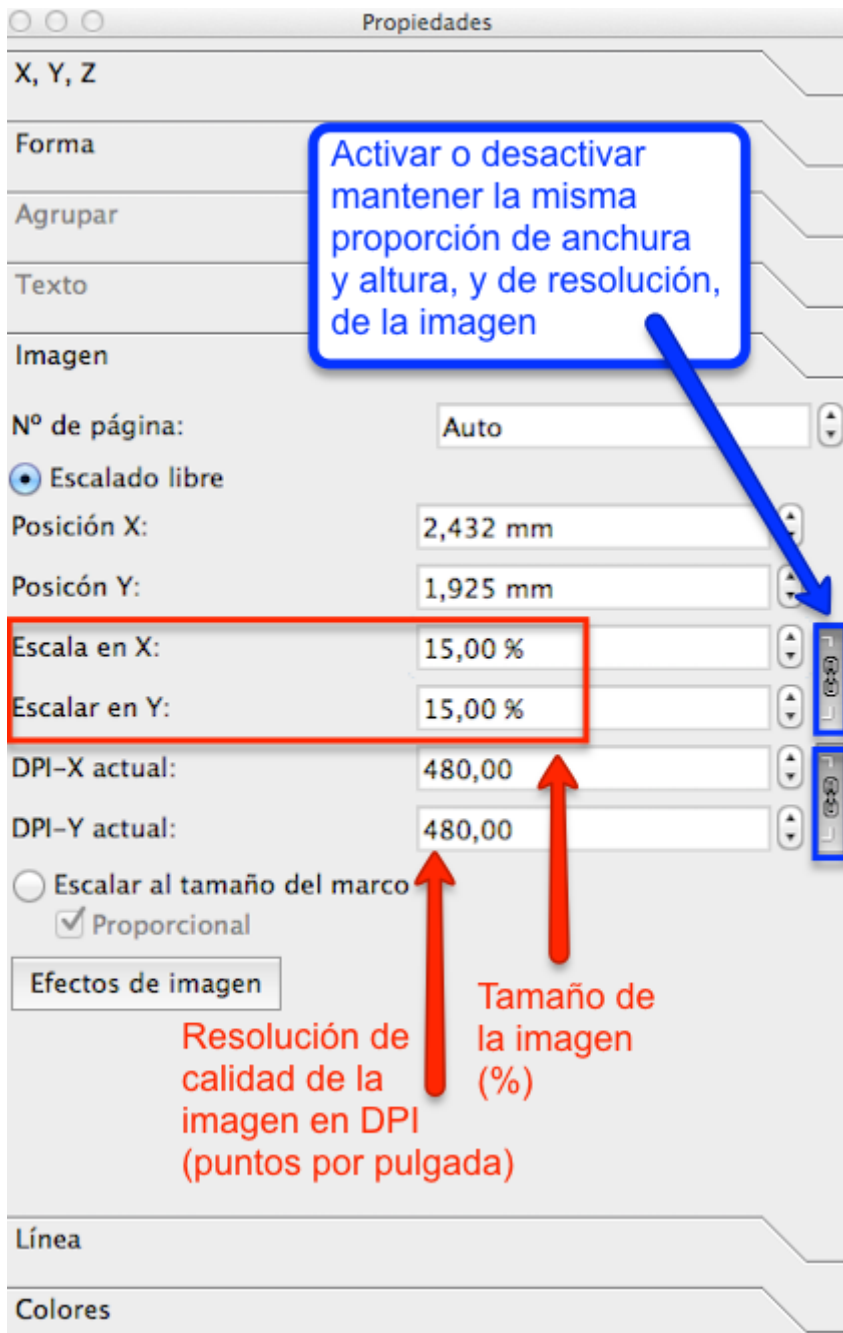 Propiedades
X, Y, Z
Forma
Activar o desactivar
mantener la misma
proporción de anchura
y altura, y de resolución,
de la imagen
Agrupar
Texto
Imagen
Nº de página: Auto
Escalado libre
Posición X: 2,432 mm
Posicón Y: 1,925 mm
Escala en X: 15,00 %
Escalar en Y: 15,00 %
DPI-X actual: 480,00
DPI-Y actual: 480,00
Escalar al tamaño del marco
Proporcional
Efectos de imagen
Resolución de
calidad de la
imagen en DPI
(puntos por pulgada)
Tamaño de
la imagen
(%)
Línea
Colores